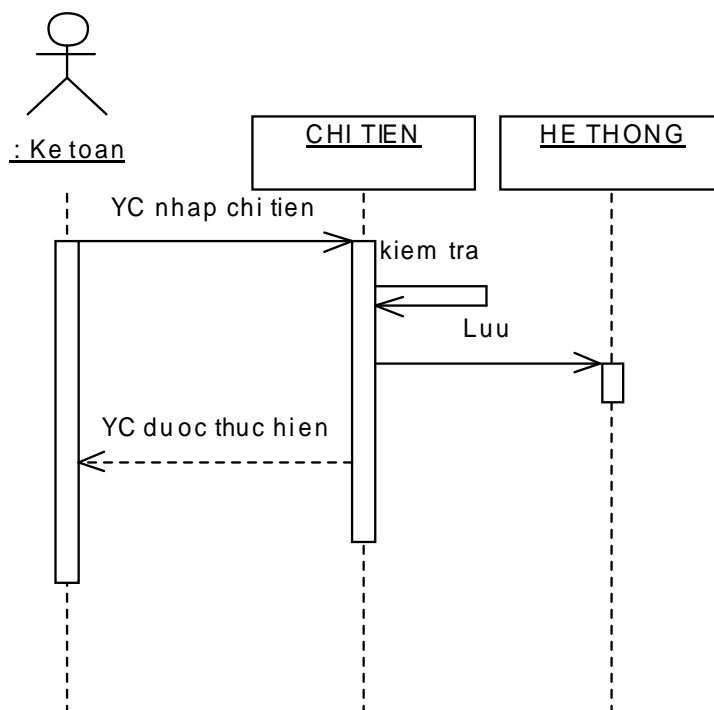 : Ke toan
CHI TIEN
HE THONG
YC nhap chi tien
kiem tra
Luu
YC duoc thuc hien